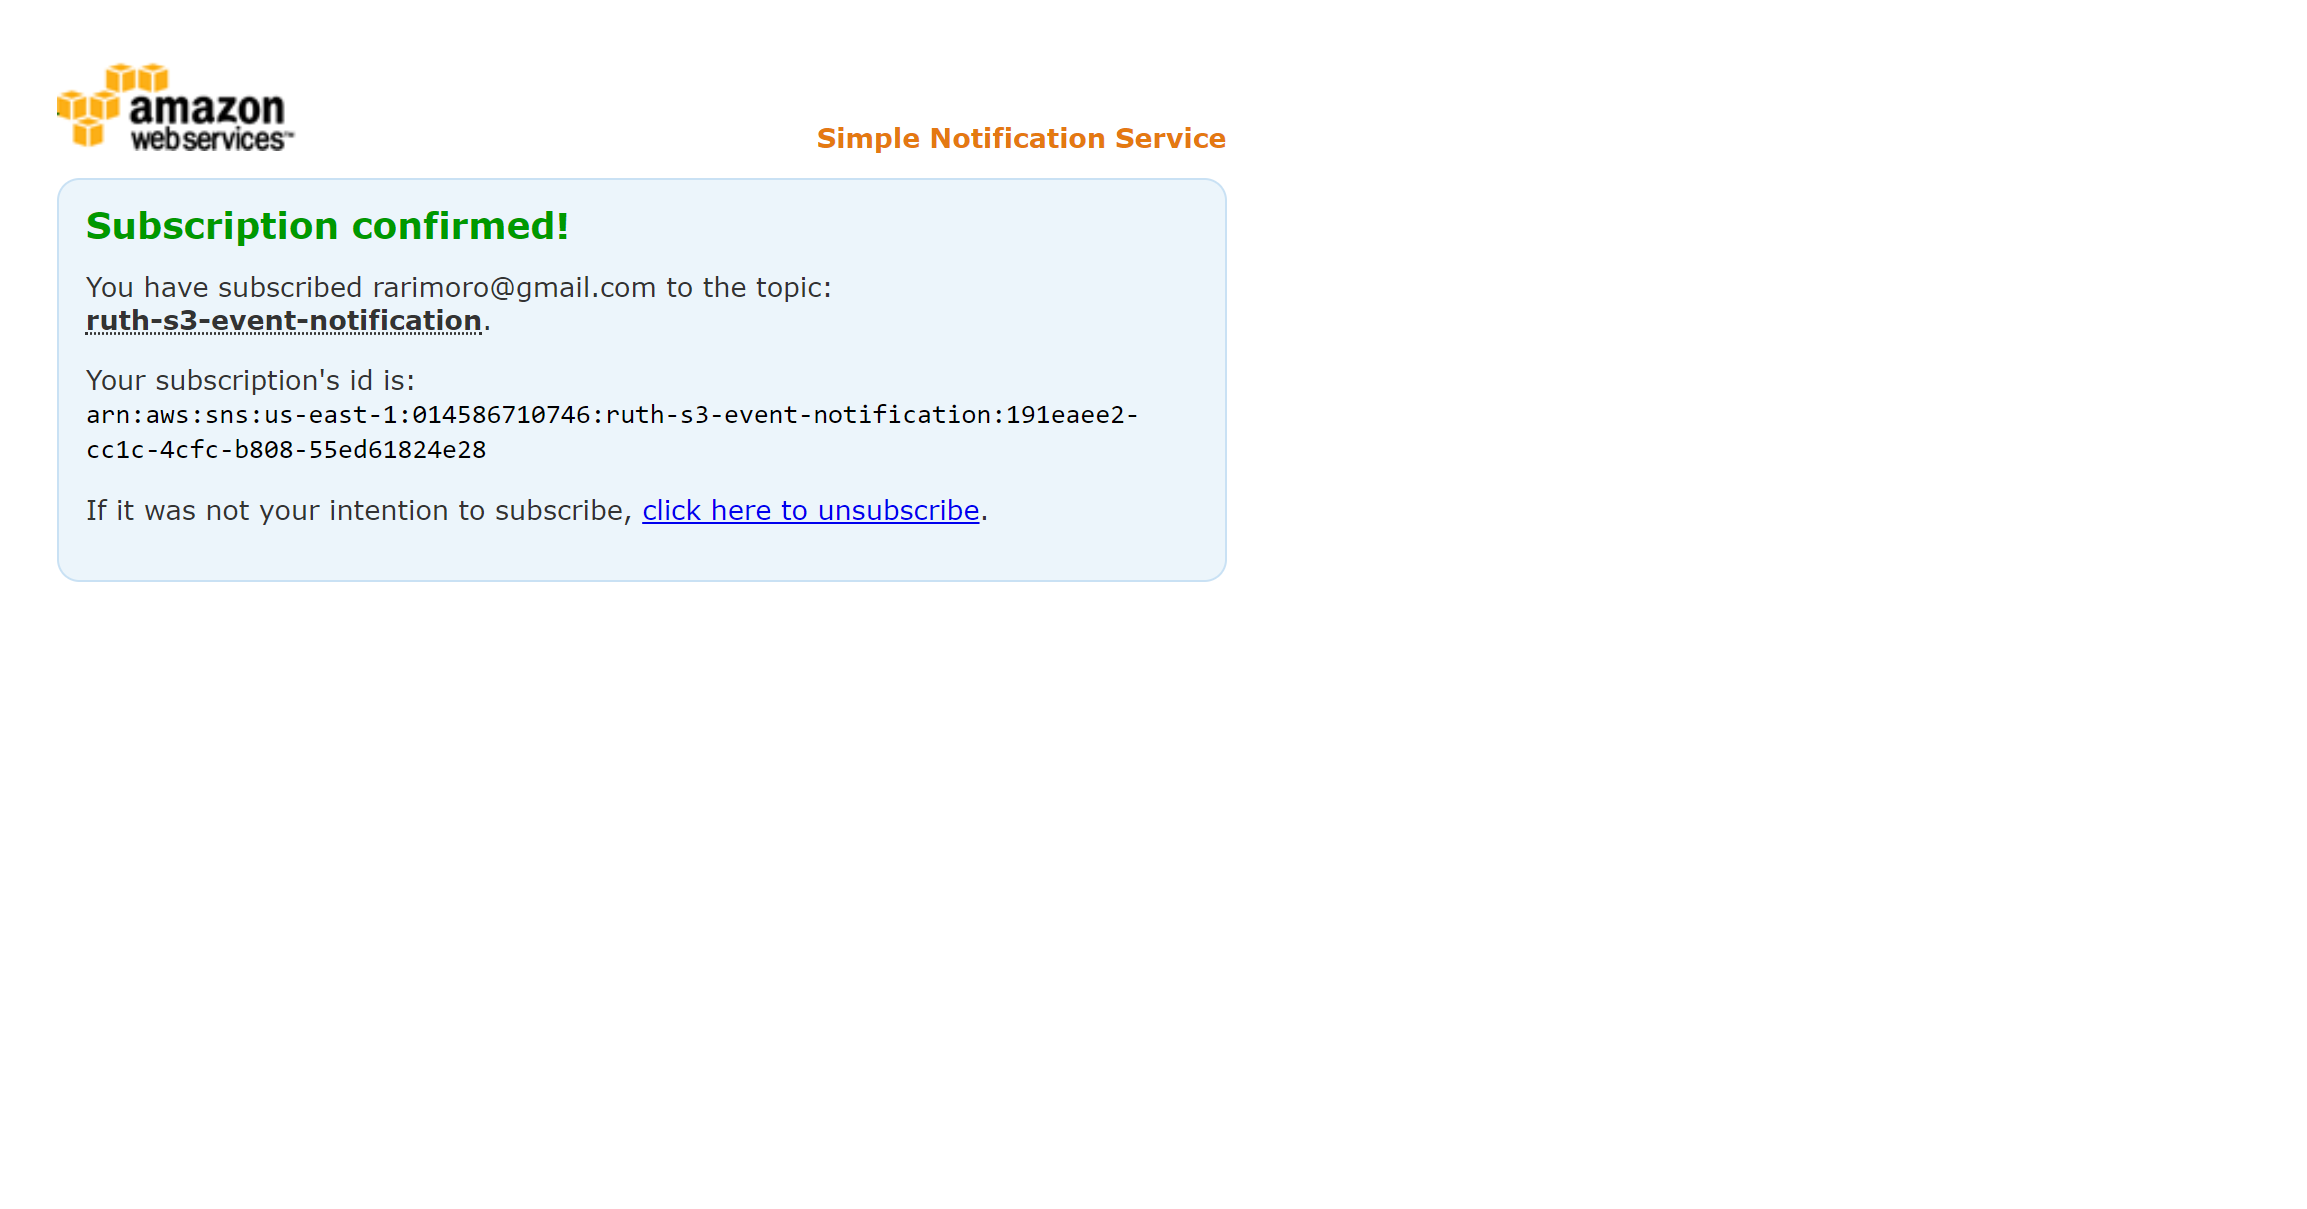 amazon
webservices™
Simple Notification Service
Subscription confirmed!
You have subscribed rarimoro@gmail.com to the topic:
ruth-s3-event-notification.
Your subscription's id is:
arn:aws:sns:us-east-1:014586710746:ruth-s3-event-notification:191eaee2-
cc1c-4cfc-b808-55ed61824e28
If it was not your intention to subscribe, click here to unsubscribe.